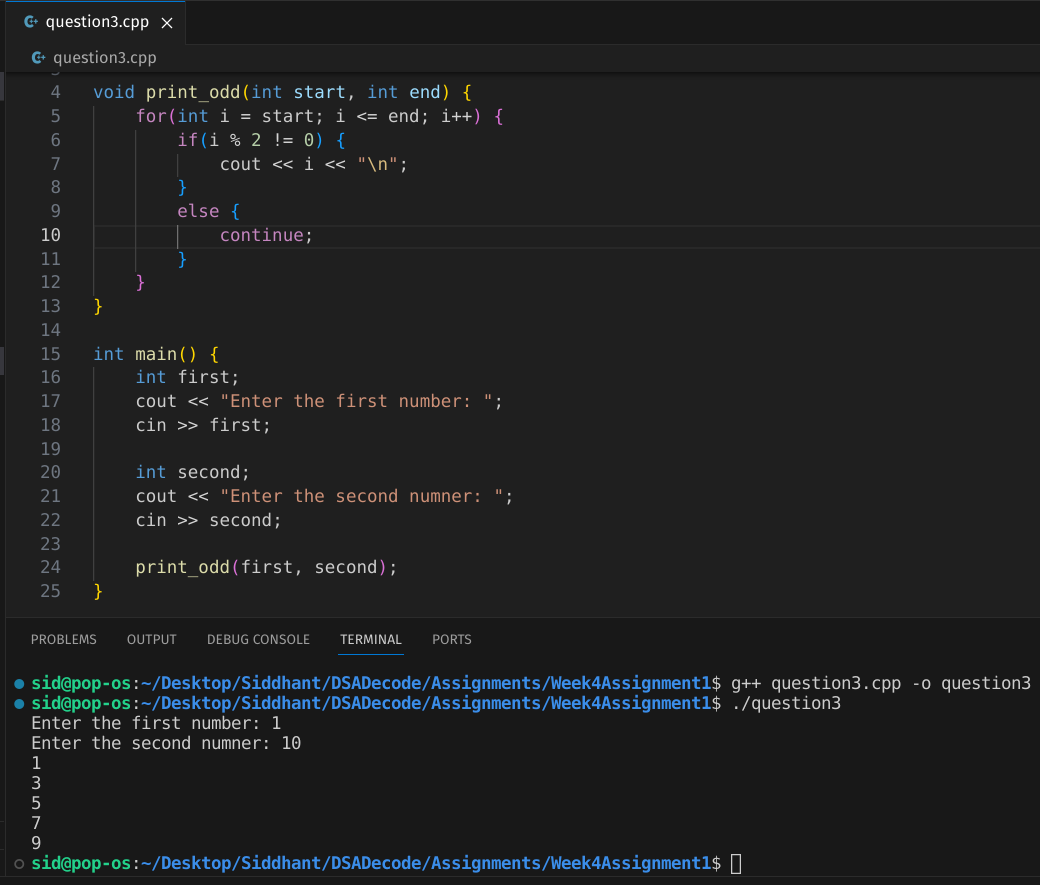 question3.cpp
question3.cpp
4 void print_odd(int start, int end) {
5 for(int i = start; i <= end; i++) {
6 if(i % 2 != 0) {
7 cout << i << "\n";
8 }
9 else {
10 continue;
11 }
12 }
13 }
14
15 int main() {
16 int first;
17 cout << "Enter the first number: ";
18 cin >> first;
19
20 int second;
21 cout << "Enter the second numner: ";
22 cin >> second;
23
24 print_odd(first, second);
25 }
PROBLEMS OUTPUT DEBUG CONSOLE TERMINAL PORTS
sid@pop-os:~/Desktop/Siddhant/DSADecode/Assignments/Week4Assignment1$ g++ question3.cpp -o question3
sid@pop-os:~/Desktop/Siddhant/DSADecode/Assignments/Week4Assignment1$ ./question3
Enter the first number: 1
Enter the second numner: 10
1
3
5
7
9
sid@pop-os:~/Desktop/Siddhant/DSADecode/Assignments/Week4Assignment1$